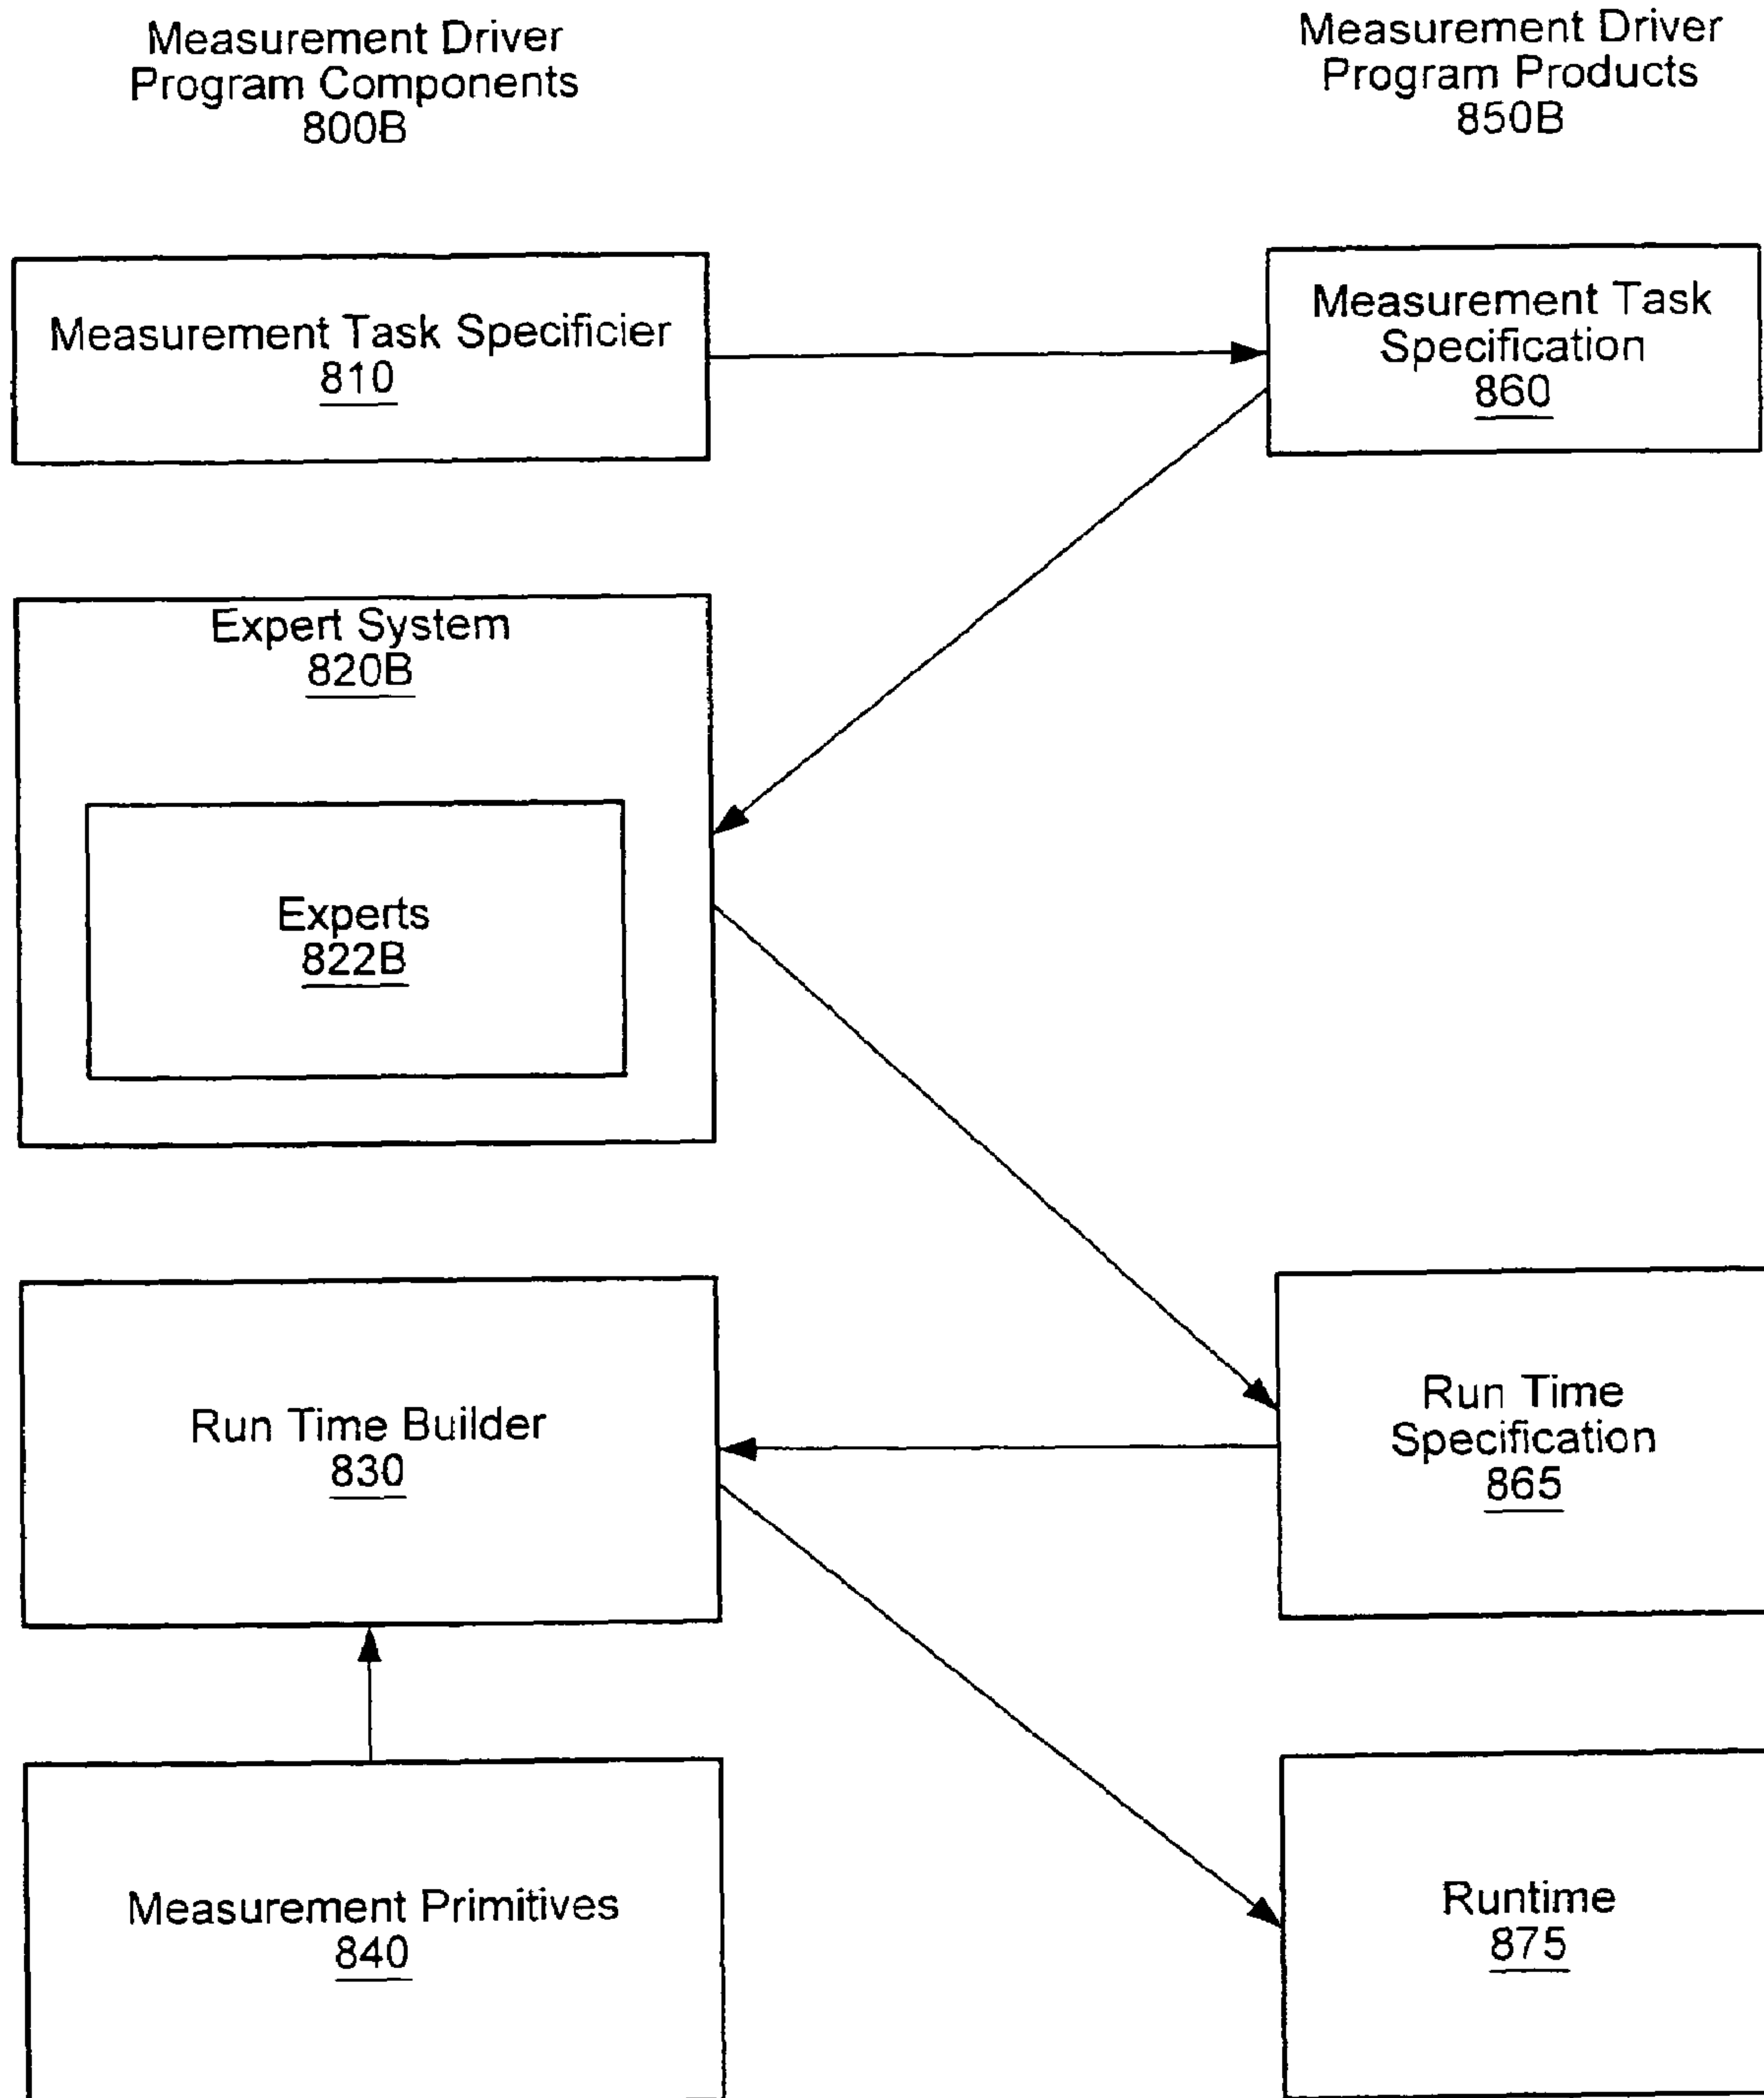 Measurement Driver
Program Components
800B
Measurement Driver
Program Products
850B
Measurement Task Specificier
810
Measurement Task
Specification
860
Expert System
820B
Experts
822B
Run Time Builder
830
Run Time
Specification
865
Measurement Primitives
840
Runtime
875